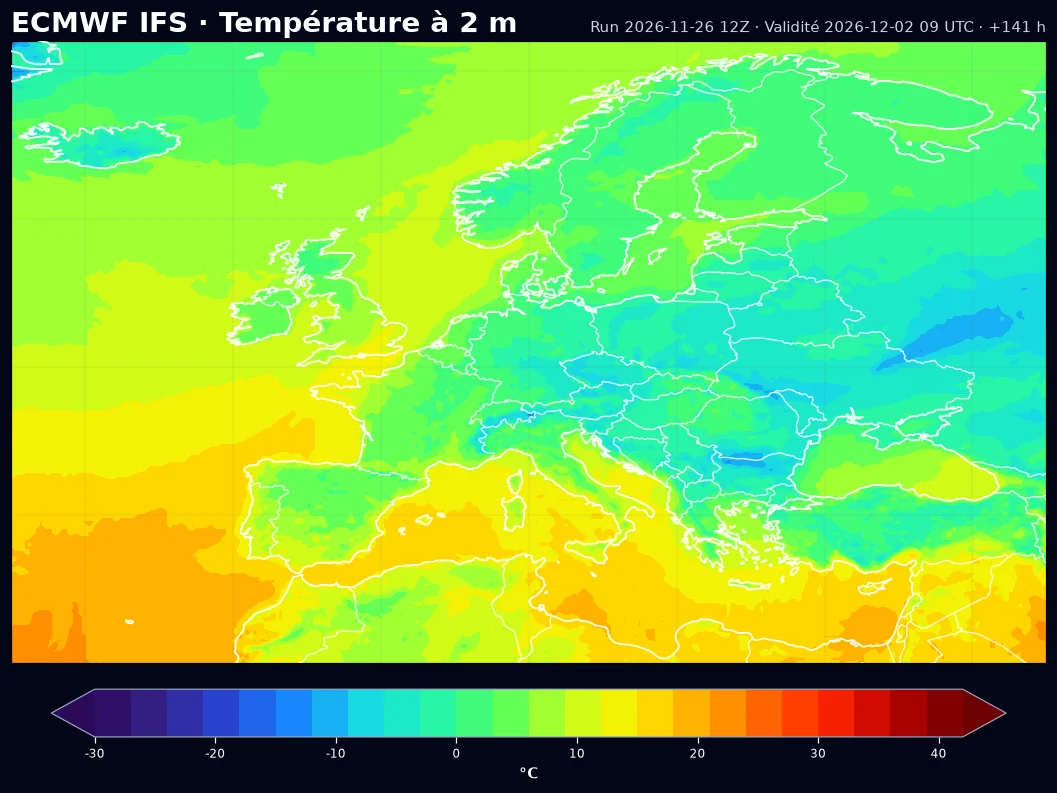 ECMWF IFS · Température à 2 m
Run 2026-11-26 12Z · Validité 2026-12-02 09 UTC · +141 h
-30 -20 -10 0 10 20 30 40
°C